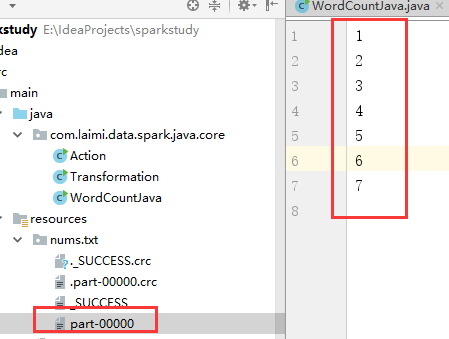 kstudy E:\IdeaProjects\sparkstudy
dea
rc
main
java
com.laimi.data.spark.java.core
Action
Transformation
WordCountJava
resources
nums.txt
._SUCCESS.crc
.part-00000.crc
_SUCCESS
part-00000
WordCountJava.java
1 1
2 2
3 3
4 4
5 5
6 6
7 7
8